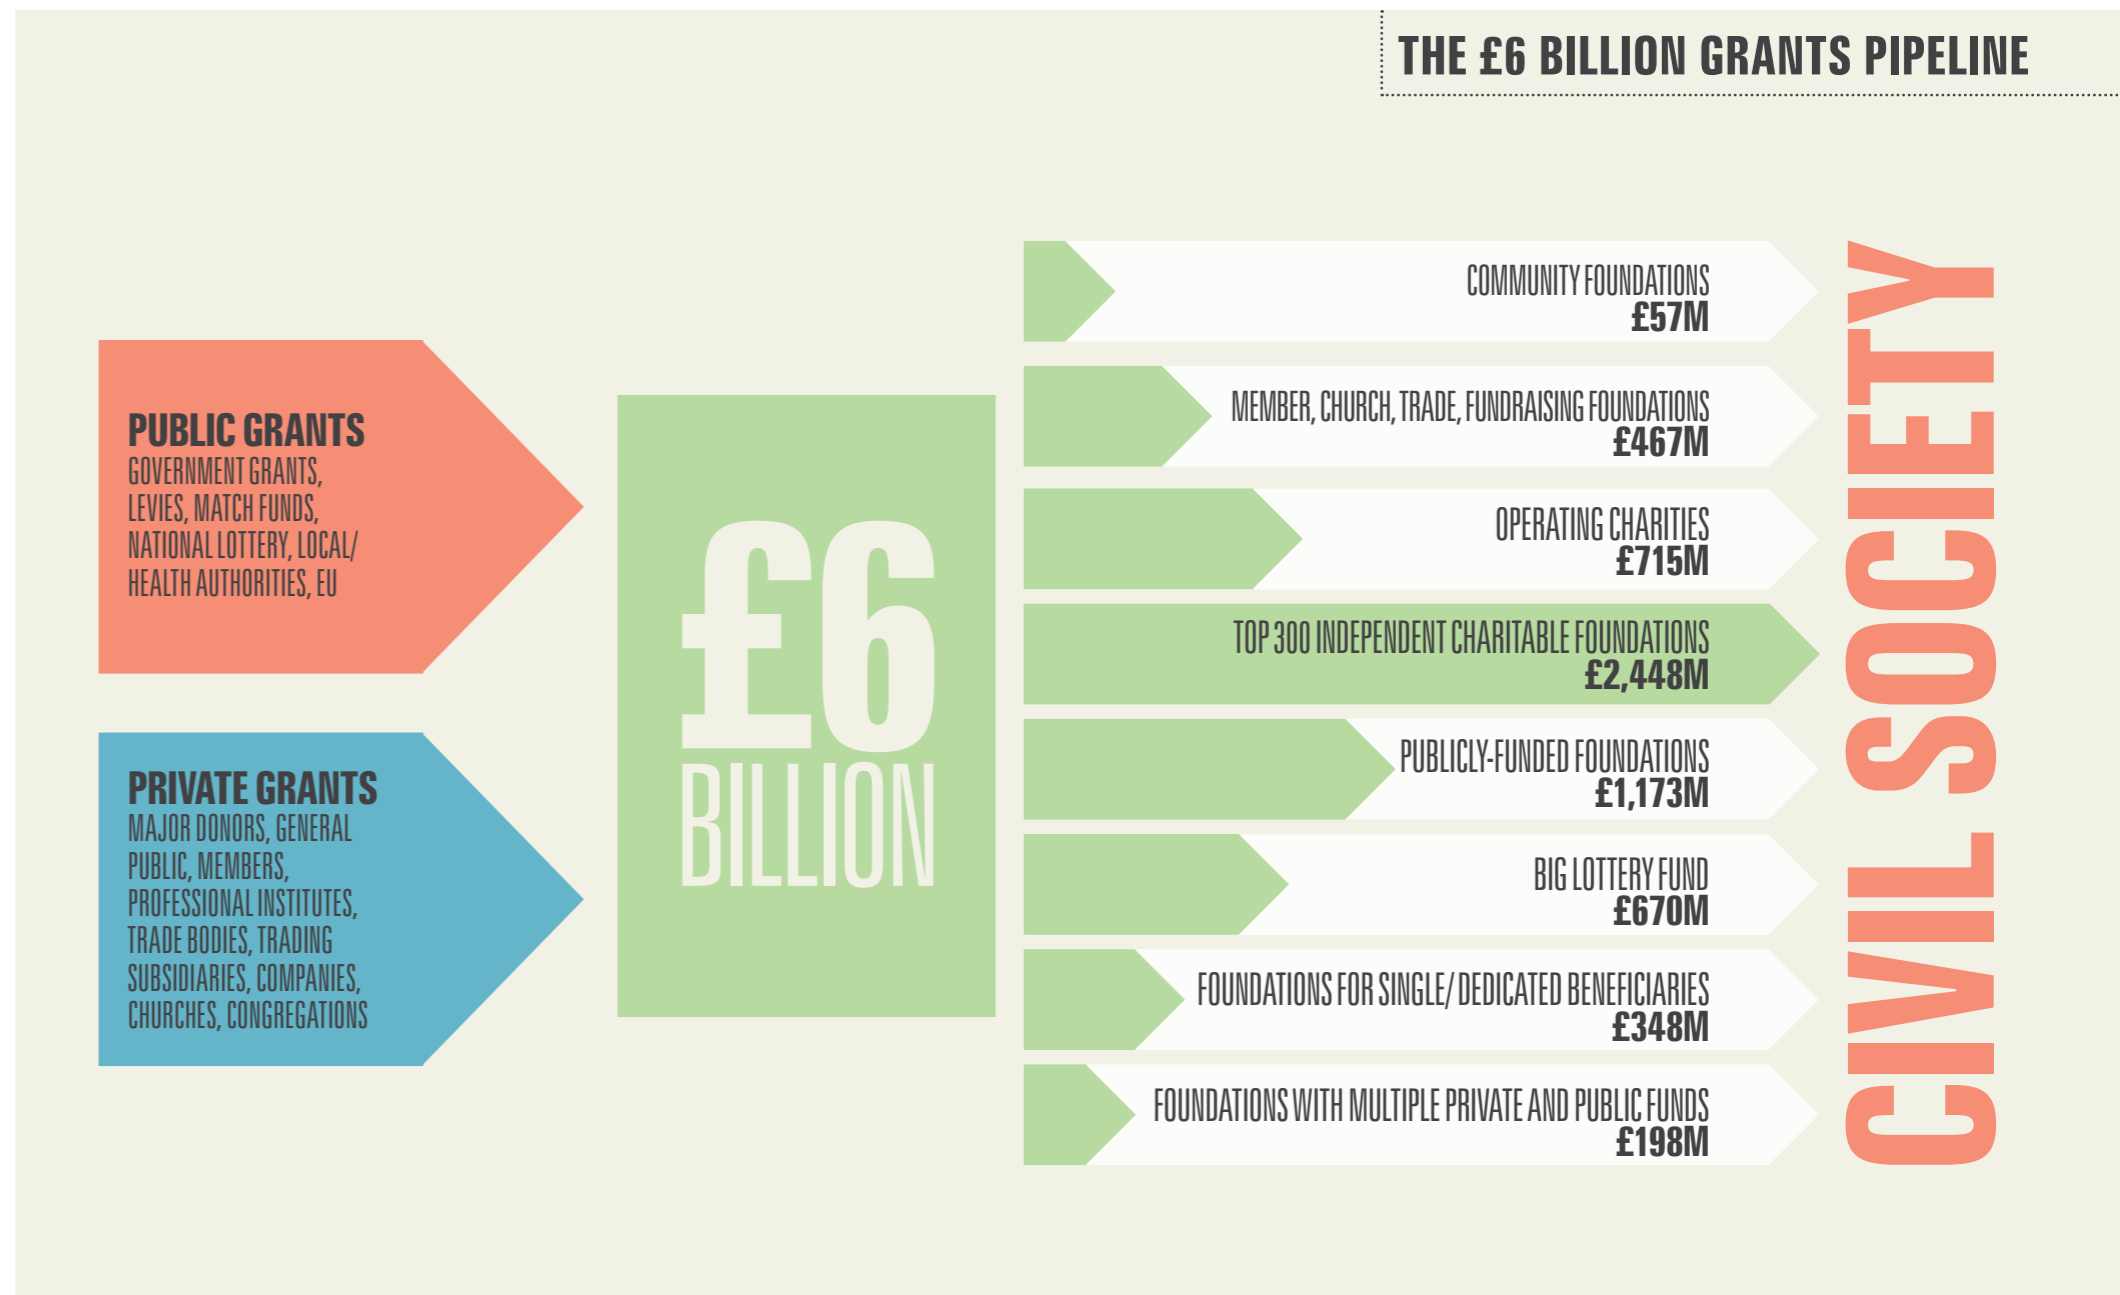 THE £6 BILLION GRANTS PIPELINE
PUBLIC GRANTS
GOVERNMENT GRANTS,
LEVIES, MATCH FUNDS,
NATIONAL LOTTERY, LOCAL/
HEALTH AUTHORITIES, EU
PRIVATE GRANTS
MAJOR DONORS, GENERAL
PUBLIC, MEMBERS,
PROFESSIONAL INSTITUTES,
TRADE BODIES, TRADING
SUBSIDIARIES, COMPANIES,
CHURCHES, CONGREGATIONS
£6
BILLION
COMMUNITY FOUNDATIONS
£57M
MEMBER, CHURCH, TRADE, FUNDRAISING FOUNDATIONS
£467M
OPERATING CHARITIES
£715M
TOP 300 INDEPENDENT CHARITABLE FOUNDATIONS
£2,448M
PUBLICLY-FUNDED FOUNDATIONS
£1,173M
BIG LOTTERY FUND
£670M
FOUNDATIONS FOR SINGLE/ DEDICATED BENEFICIARIES
£348M
FOUNDATIONS WITH MULTIPLE PRIVATE AND PUBLIC FUNDS
£198M
CIVIL SOCIETY